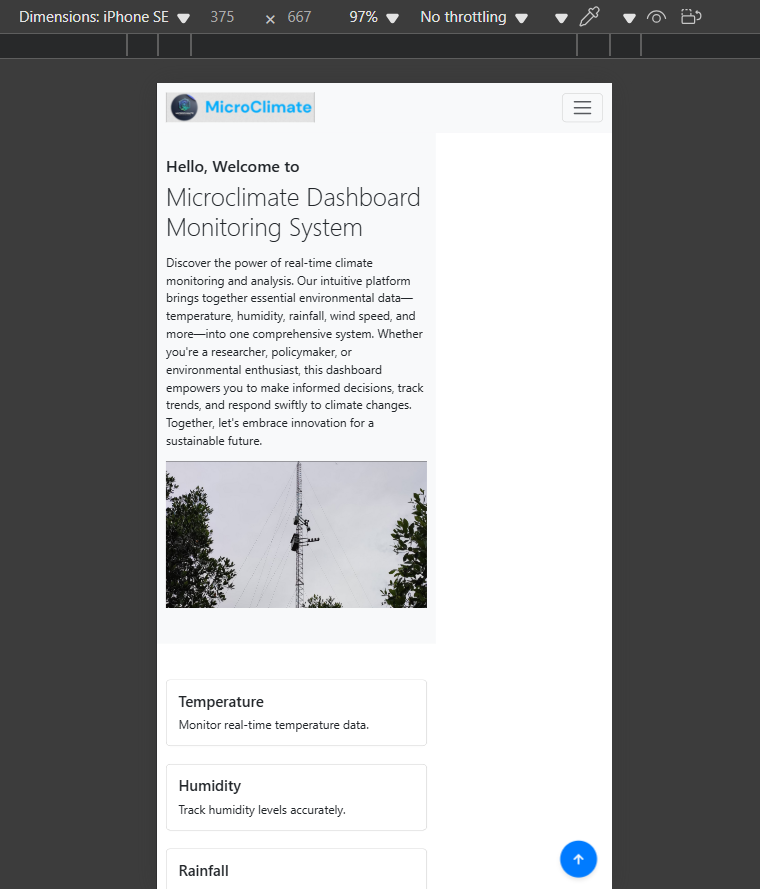 Dimensions: iPhone SE 375 × 667 97% No throttling
MicroClimate
Hello, Welcome to
Microclimate Dashboard
Monitoring System
Discover the power of real-time climate
monitoring and analysis. Our intuitive platform
brings together essential environmental data—
temperature, humidity, rainfall, wind speed, and
more—into one comprehensive system. Whether
you're a researcher, policymaker, or
environmental enthusiast, this dashboard
empowers you to make informed decisions, track
trends, and respond swiftly to climate changes.
Together, let's embrace innovation for a
sustainable future.
Temperature
Monitor real-time temperature data.
Humidity
Track humidity levels accurately.
Rainfall